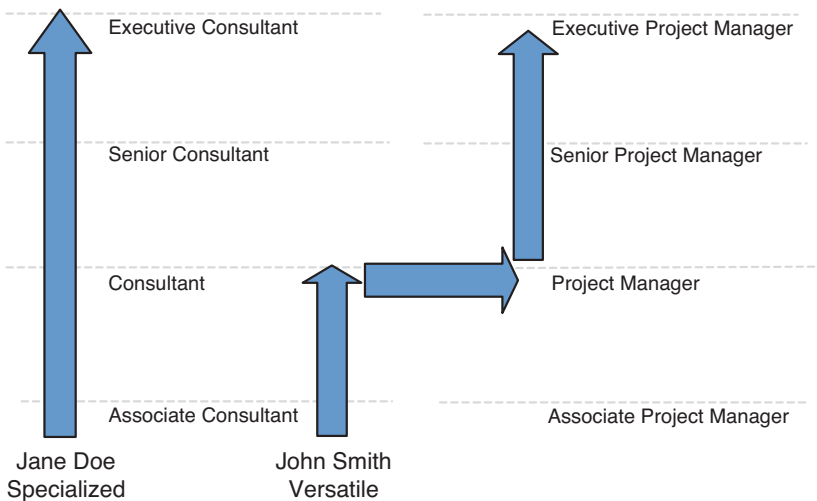 Executive Consultant
Executive Project Manager
Senior Consultant
Senior Project Manager
Consultant
Project Manager
Associate Consultant
Associate Project Manager
Jane Doe
Specialized
John Smith
Versatile